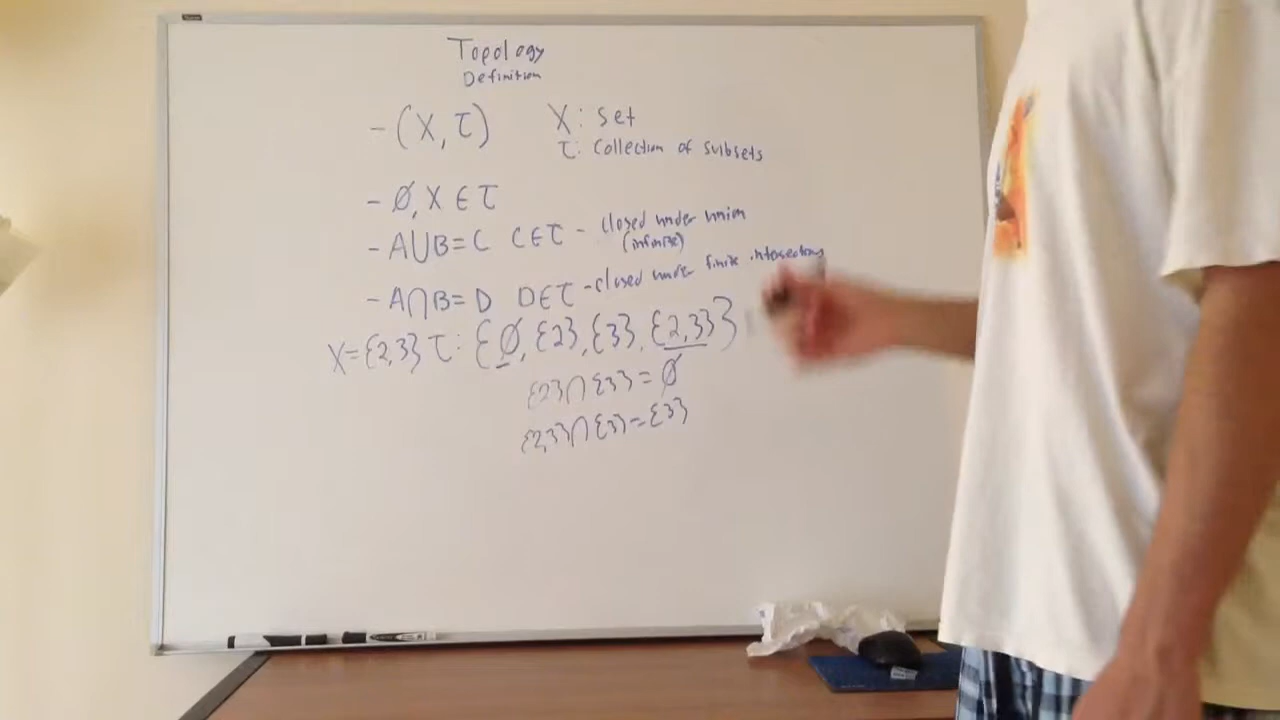 Topology
Definition
- (X, τ) X: set
τ: Collection of subsets
- Ø, X ∈ τ
- A∪B = C C∈τ - closed under union
(infinite)
- A∩B = D D∈τ - closed under finite intersections
X={2,3} τ: {Ø, {2}, {3}, {2,3}}
{2}∩{3} = Ø
{2,3}∩{3} = {3}